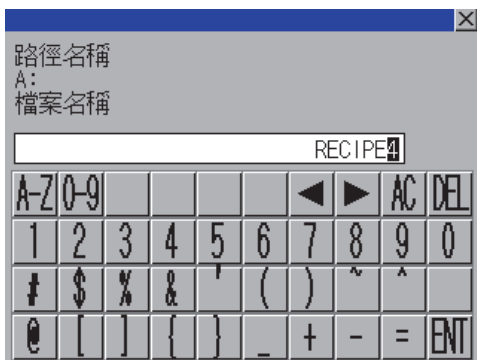 路徑名稱
A:
檔案名稱
RECIPE4
A-Z 0-9 ◀ ▶ AC DEL
1 2 3 4 5 6 7 8 9 0
# $ % & ' ( ) ~ ^
@ [ ] { } _ + - = ENT